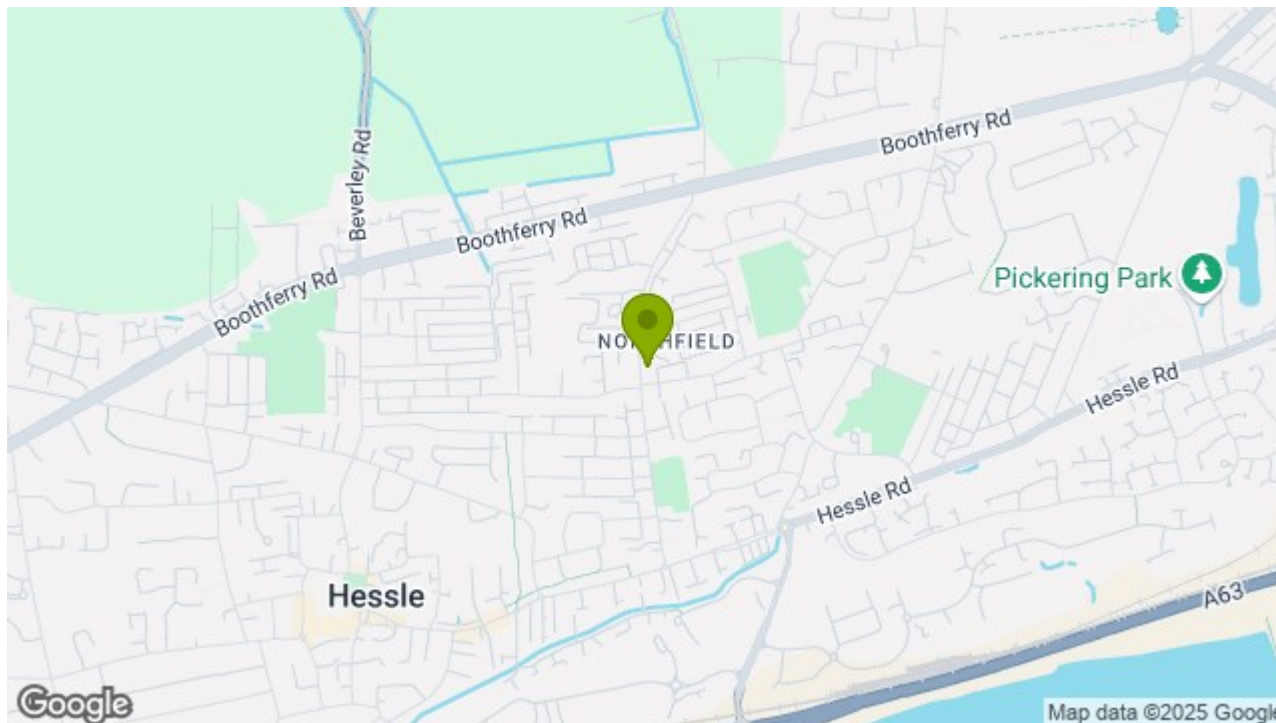 Boothferry Rd
Beverley Rd
Boothferry Rd
Boothferry Rd
Pickering Park
NORTHFIELD
Hessle Rd
Hessle Rd
Hessle
A63
Google
Map data ©2025 Google